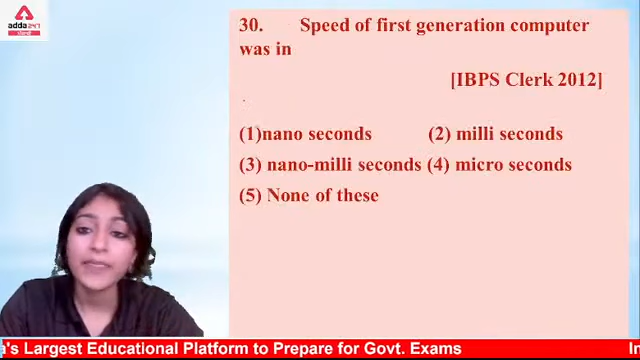 adda247
ਪੰਜਾਬੀ
30. Speed of first generation computer
was in
[IBPS Clerk 2012]
(1)nano seconds (2) milli seconds
(3) nano-milli seconds (4) micro seconds
(5) None of these
a's Largest Educational Platform to Prepare for Govt. Exams In